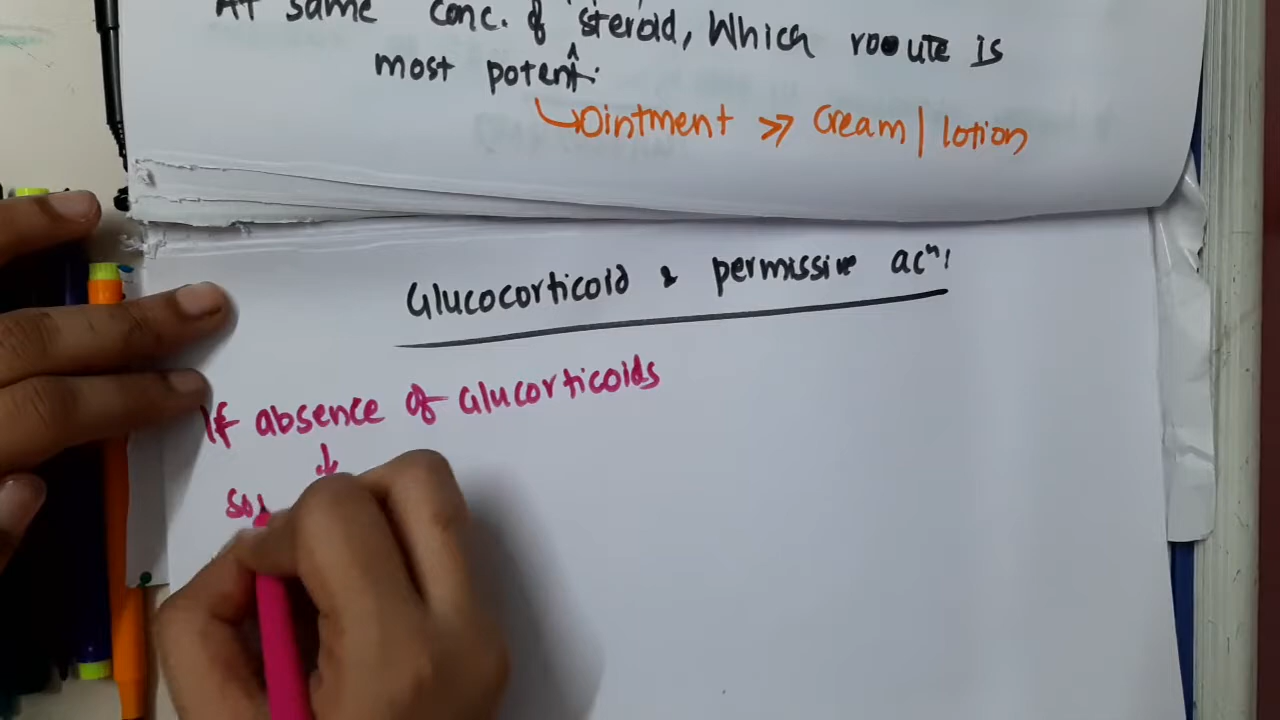 At same conc. of steroid, Which route is
most potent.
Ointment >> Cream | lotion
Glucocorticoid & permissive acⁿ:
If absence of Glucorticoids
↓